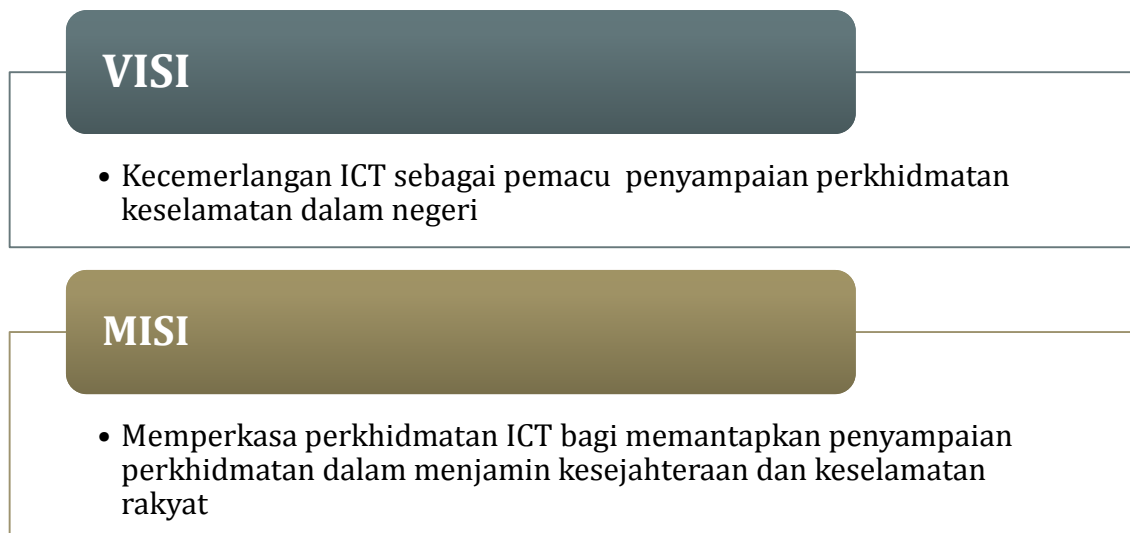 VISI
• Kecemerlangan ICT sebagai pemacu  penyampaian perkhidmatan
keselamatan dalam negeri
MISI
• Memperkasa perkhidmatan ICT bagi memantapkan penyampaian
perkhidmatan dalam menjamin kesejahteraan dan keselamatan
rakyat